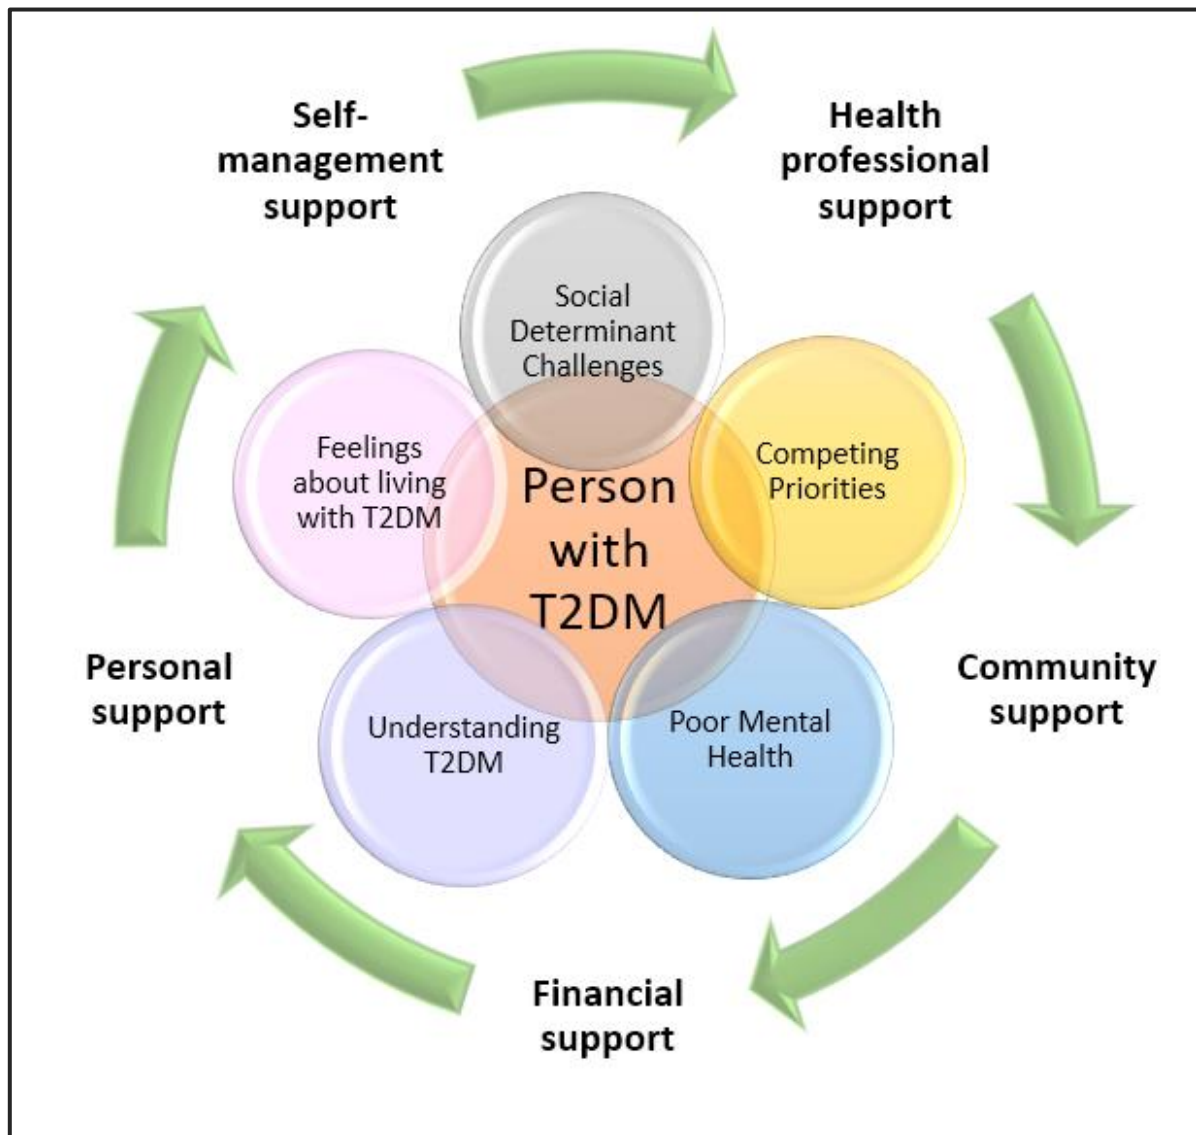 Self-
management
support
Health
professional
support
Social
Determinant
Challenges
Feelings
about living
with T2DM
Person
with
T2DM
Competing
Priorities
Personal
support
Community
support
Understanding
T2DM
Poor Mental
Health
Financial
support